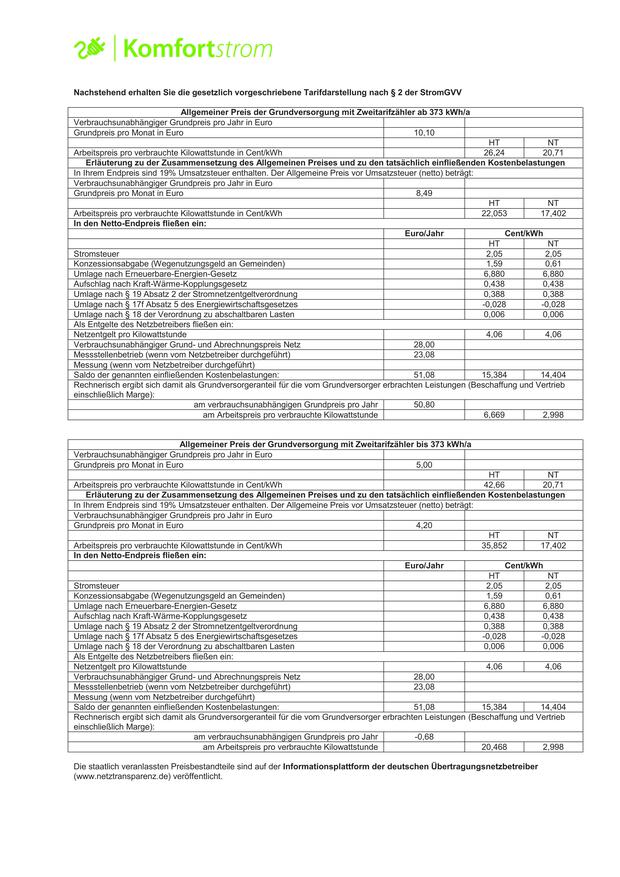 Komfortstrom
Nachstehend erhalten Sie die gesetzlich vorgeschriebene Tarifdarstellung nach § 2 der StromGVV
Allgemeiner Preis der Grundversorgung mit Zweitarifzähler ab 373 kWh/a
Verbrauchsunabhängiger Grundpreis pro Jahr in Euro
Grundpreis pro Monat in Euro 10,10
HT NT
Arbeitspreis pro verbrauchte Kilowattstunde in Cent/kWh 26,24 20,71
Erläuterung zu der Zusammensetzung des Allgemeinen Preises und zu den tatsächlich einfließenden Kostenbelastungen
In Ihrem Endpreis sind 19% Umsatzsteuer enthalten. Der Allgemeine Preis vor Umsatzsteuer (netto) beträgt:
Verbrauchsunabhängiger Grundpreis pro Jahr in Euro
Grundpreis pro Monat in Euro 8,49
HT NT
Arbeitspreis pro verbrauchte Kilowattstunde in Cent/kWh 22,053 17,402
In den Netto-Endpreis fließen ein:
Euro/Jahr Cent/kWh
HT NT
Stromsteuer 2,05 2,05
Konzessionsabgabe (Wegenutzungsgeld an Gemeinden) 1,59 0,61
Umlage nach Erneuerbare-Energien-Gesetz 6,880 6,880
Aufschlag nach Kraft-Wärme-Kopplungsgesetz 0,438 0,438
Umlage nach § 19 Absatz 2 der Stromnetzentgeltverordnung 0,388 0,388
Umlage nach § 17f Absatz 5 des Energiewirtschaftsgesetzes -0,028 -0,028
Umlage nach § 18 der Verordnung zu abschaltbaren Lasten 0,006 0,006
Als Entgelte des Netzbetreibers fließen ein:
Netzentgelt pro Kilowattstunde 4,06 4,06
Verbrauchsunabhängiger Grund- und Abrechnungspreis Netz 28,00
Messstellenbetrieb (wenn vom Netzbetreiber durchgeführt) 23,08
Messung (wenn vom Netzbetreiber durchgeführt)
Saldo der genannten einfließenden Kostenbelastungen: 51,08 15,384 14,404
Rechnerisch ergibt sich damit als Grundversorgeranteil für die vom Grundversorger erbrachten Leistungen (Beschaffung und Vertrieb
einschließlich Marge):
am verbrauchsunabhängigen Grundpreis pro Jahr 50,80
am Arbeitspreis pro verbrauchte Kilowattstunde 6,669 2,998
Allgemeiner Preis der Grundversorgung mit Zweitarifzähler bis 373 kWh/a
Verbrauchsunabhängiger Grundpreis pro Jahr in Euro
Grundpreis pro Monat in Euro 5,00
HT NT
Arbeitspreis pro verbrauchte Kilowattstunde in Cent/kWh 42,66 20,71
Erläuterung zu der Zusammensetzung des Allgemeinen Preises und zu den tatsächlich einfließenden Kostenbelastungen
In Ihrem Endpreis sind 19% Umsatzsteuer enthalten. Der Allgemeine Preis vor Umsatzsteuer (netto) beträgt:
Verbrauchsunabhängiger Grundpreis pro Jahr in Euro
Grundpreis pro Monat in Euro 4,20
HT NT
Arbeitspreis pro verbrauchte Kilowattstunde in Cent/kWh 35,852 17,402
In den Netto-Endpreis fließen ein:
Euro/Jahr Cent/kWh
HT NT
Stromsteuer 2,05 2,05
Konzessionsabgabe (Wegenutzungsgeld an Gemeinden) 1,59 0,61
Umlage nach Erneuerbare-Energien-Gesetz 6,880 6,880
Aufschlag nach Kraft-Wärme-Kopplungsgesetz 0,438 0,438
Umlage nach § 19 Absatz 2 der Stromnetzentgeltverordnung 0,388 0,388
Umlage nach § 17f Absatz 5 des Energiewirtschaftsgesetzes -0,028 -0,028
Umlage nach § 18 der Verordnung zu abschaltbaren Lasten 0,006 0,006
Als Entgelte des Netzbetreibers fließen ein:
Netzentgelt pro Kilowattstunde 4,06 4,06
Verbrauchsunabhängiger Grund- und Abrechnungspreis Netz 28,00
Messstellenbetrieb (wenn vom Netzbetreiber durchgeführt) 23,08
Messung (wenn vom Netzbetreiber durchgeführt)
Saldo der genannten einfließenden Kostenbelastungen: 51,08 15,384 14,404
Rechnerisch ergibt sich damit als Grundversorgeranteil für die vom Grundversorger erbrachten Leistungen (Beschaffung und Vertrieb
einschließlich Marge):
am verbrauchsunabhängigen Grundpreis pro Jahr -0,68
am Arbeitspreis pro verbrauchte Kilowattstunde 20,468 2,998
Die staatlich veranlassten Preisbestandteile sind auf der Informationsplattform der deutschen Übertragungsnetzbetreiber
(www.netztransparenz.de) veröffentlicht.